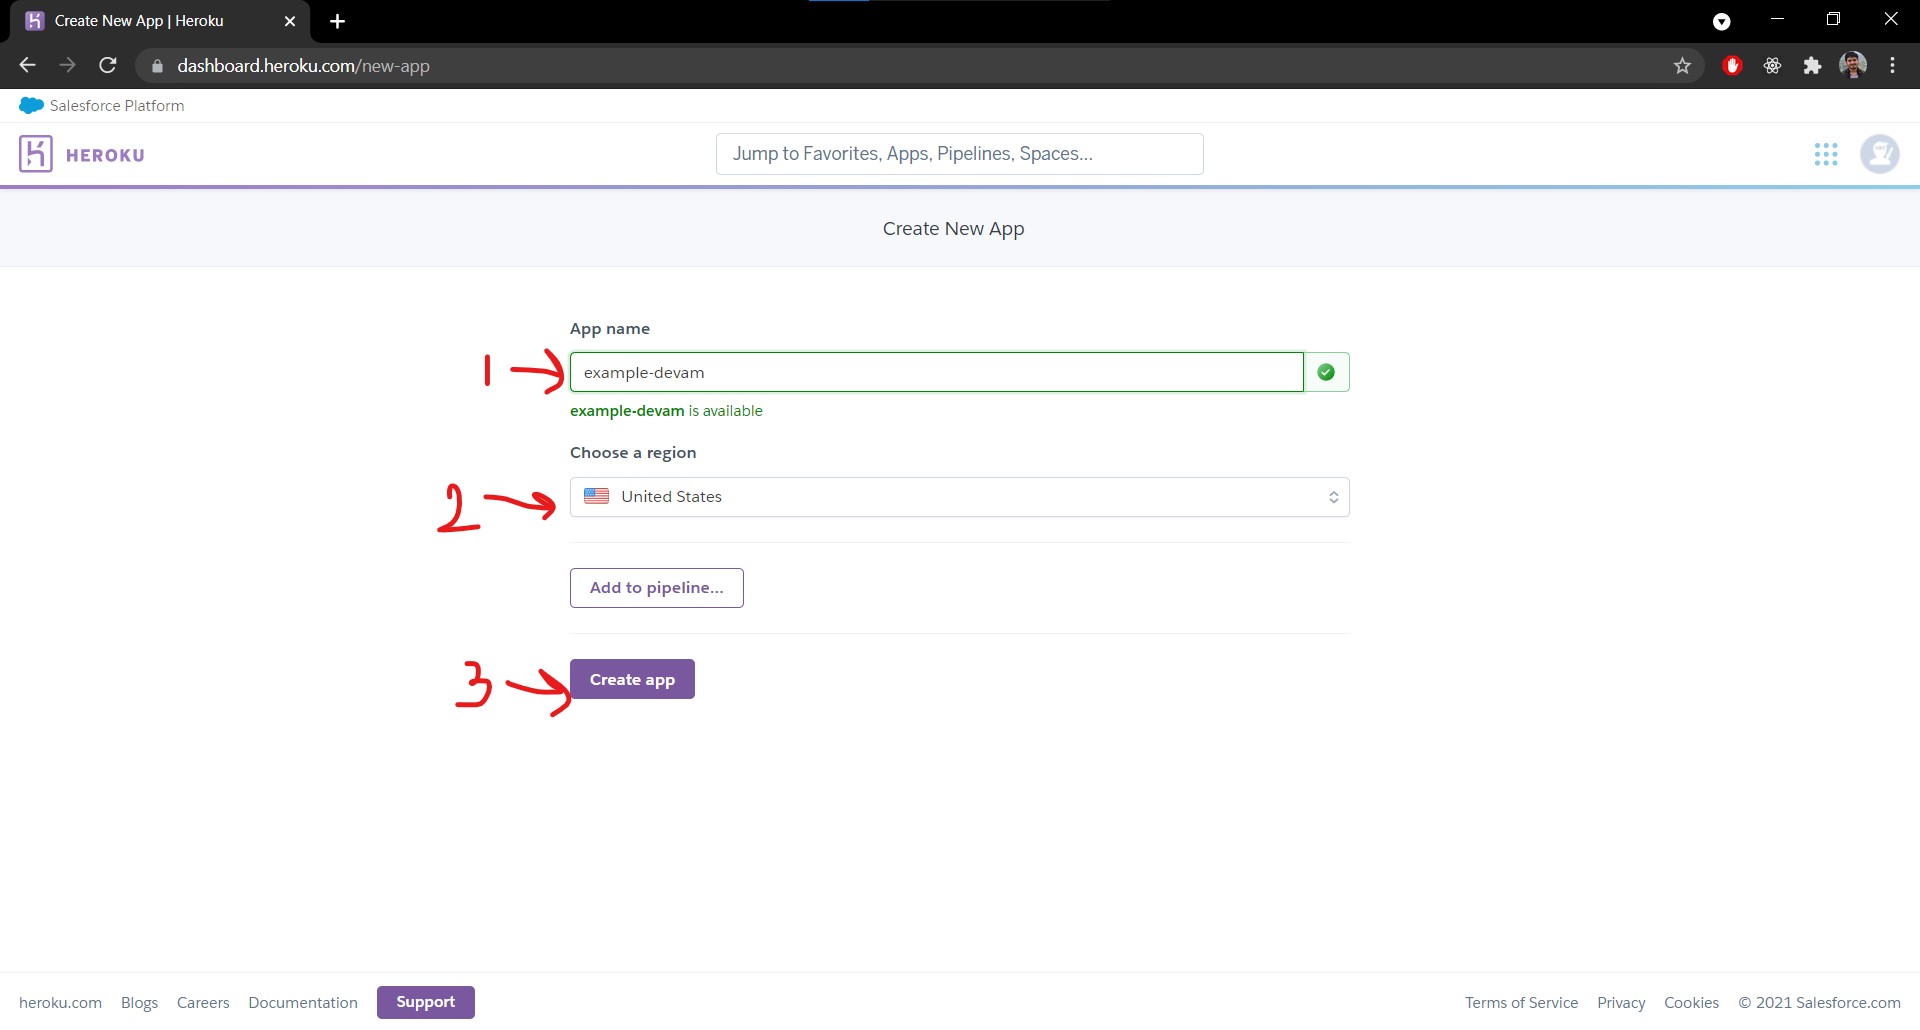 Create New App | Heroku
dashboard.heroku.com/new-app
Salesforce Platform
HEROKU
Jump to Favorites, Apps, Pipelines, Spaces...
Create New App
App name
1
example-devam
example-devam is available
Choose a region
2
United States
Add to pipeline...
3
Create app
heroku.com Blogs Careers Documentation Support Terms of Service Privacy Cookies © 2021 Salesforce.com